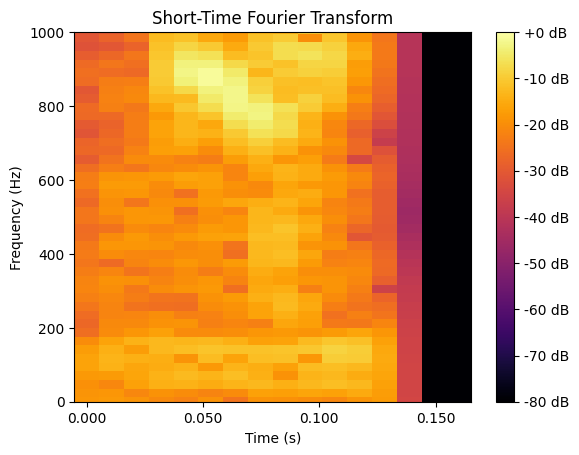 Short-Time Fourier Transform
1000
800
600
400
200
0
Frequency (Hz)
0.000
0.050
0.100
0.150
Time (s)
+0 dB
-10 dB
-20 dB
-30 dB
-40 dB
-50 dB
-60 dB
-70 dB
-80 dB